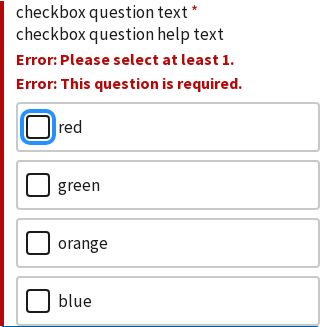 checkbox question text *
checkbox question help text
Error: Please select at least 1.
Error: This question is required.
red
green
orange
blue